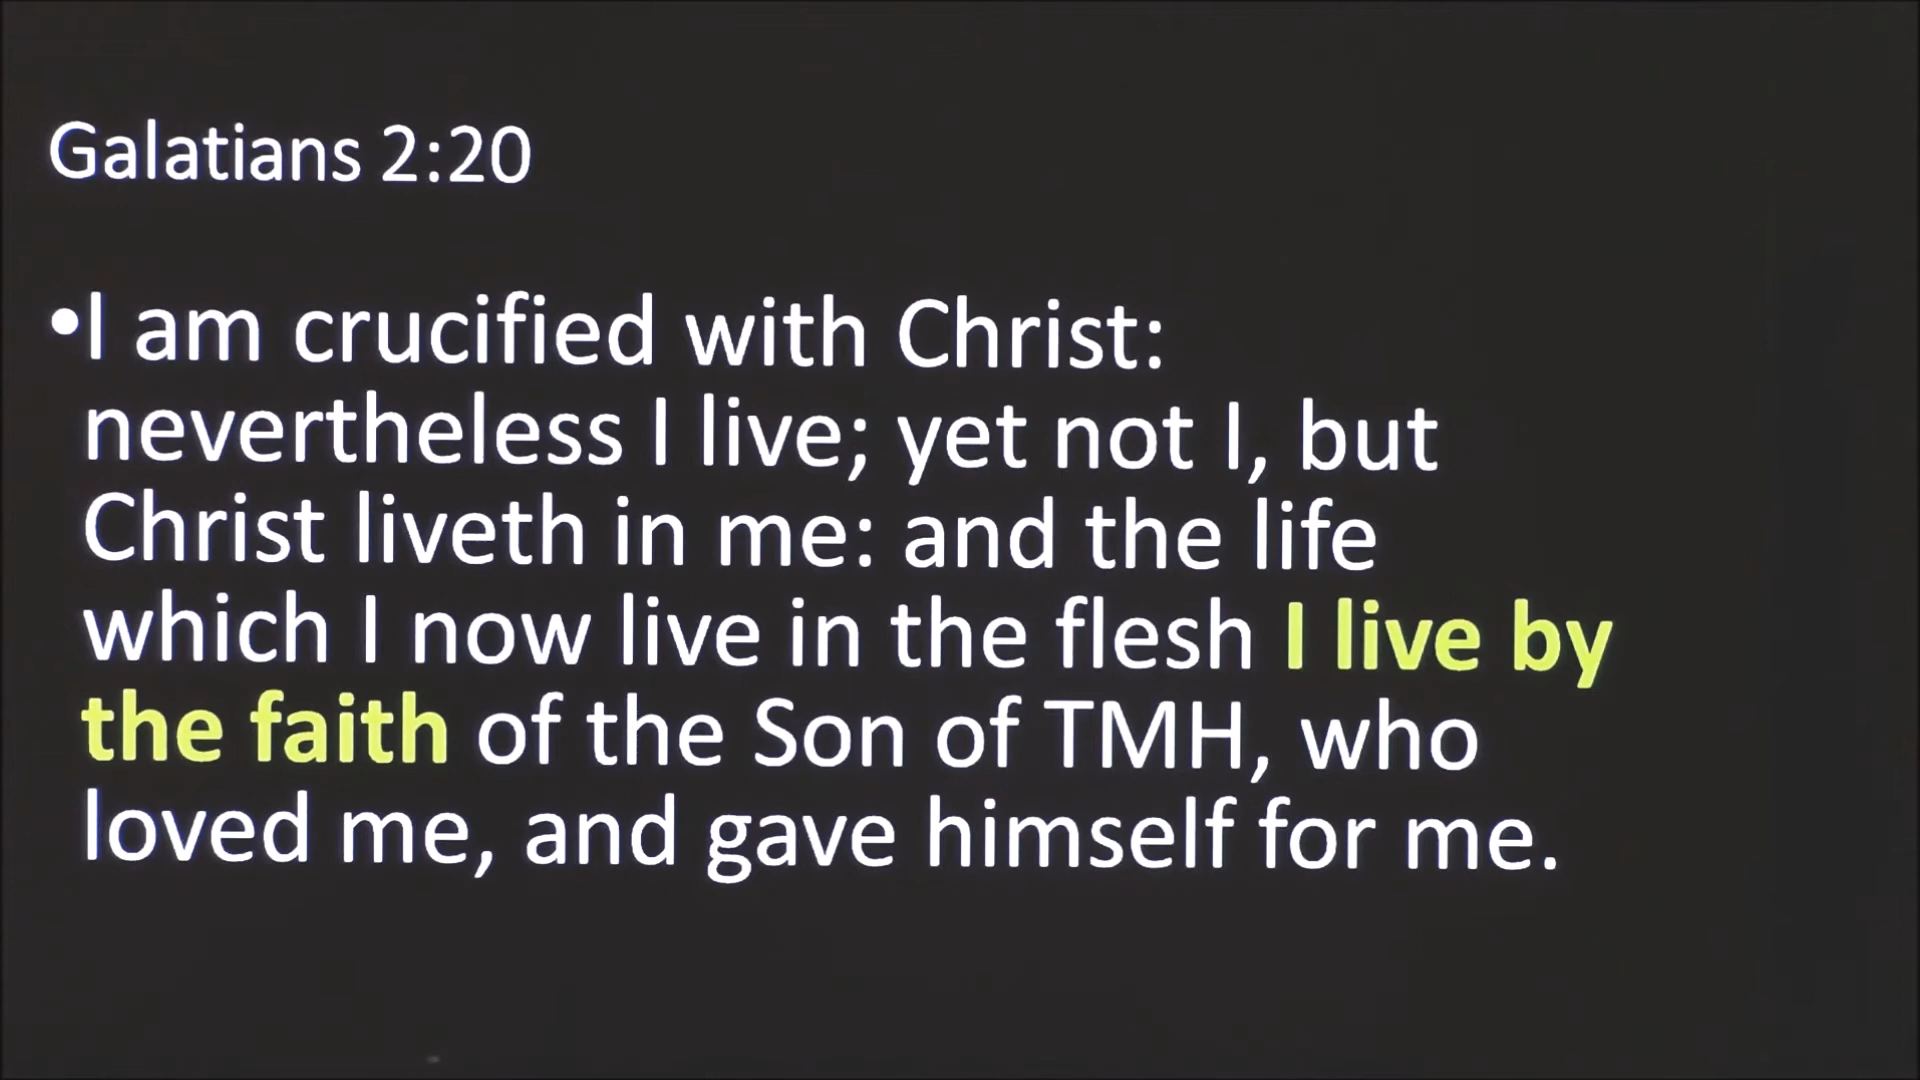 Galatians 2:20
•I am crucified with Christ:
nevertheless I live; yet not I, but
Christ liveth in me: and the life
which I now live in the flesh I live by
the faith of the Son of TMH, who
loved me, and gave himself for me.